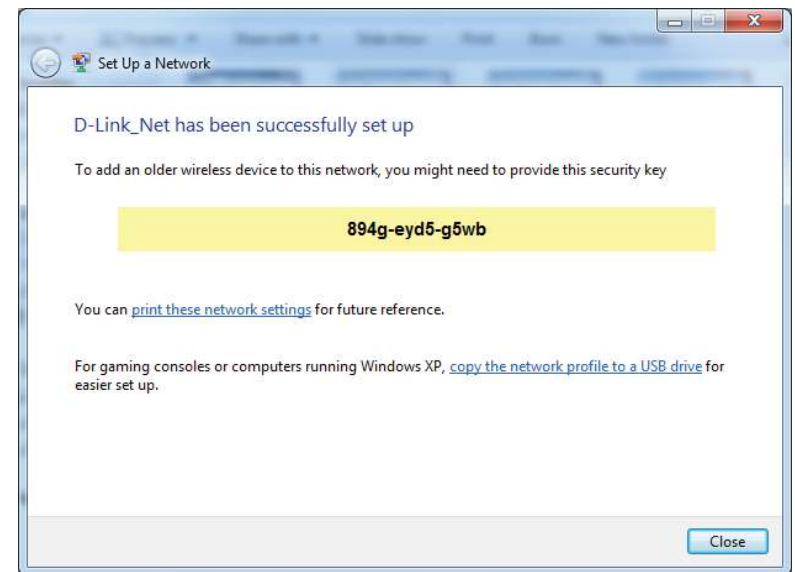 Set Up a Network
D-Link_Net has been successfully set up
To add an older wireless device to this network, you might need to provide this security key
894g-eyd5-g5wb
You can print these network settings for future reference.
For gaming consoles or computers running Windows XP, copy the network profile to a USB drive for
easier set up.
Close